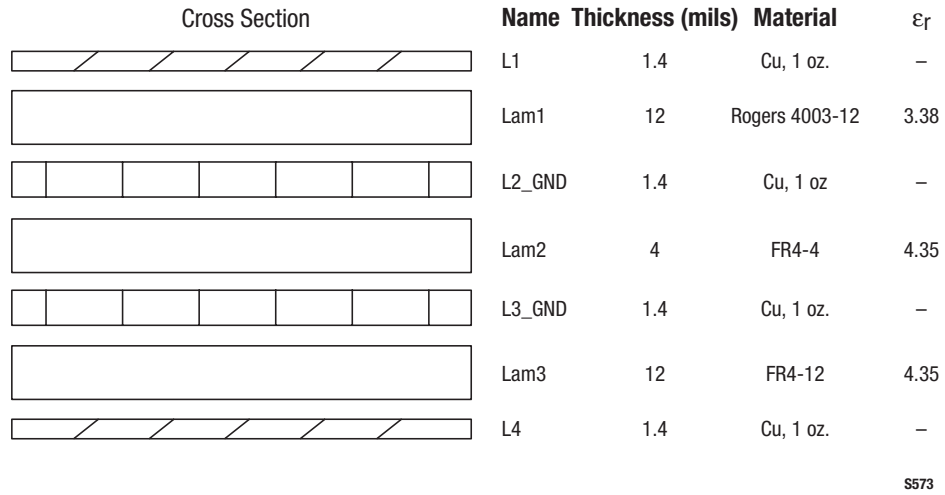 Cross Section Name Thickness (mils) Material εr
L1 1.4 Cu, 1 oz. –
Lam1 12 Rogers 4003-12 3.38
L2_GND 1.4 Cu, 1 oz –
Lam2 4 FR4-4 4.35
L3_GND 1.4 Cu, 1 oz. –
Lam3 12 FR4-12 4.35
L4 1.4 Cu, 1 oz. –
S573